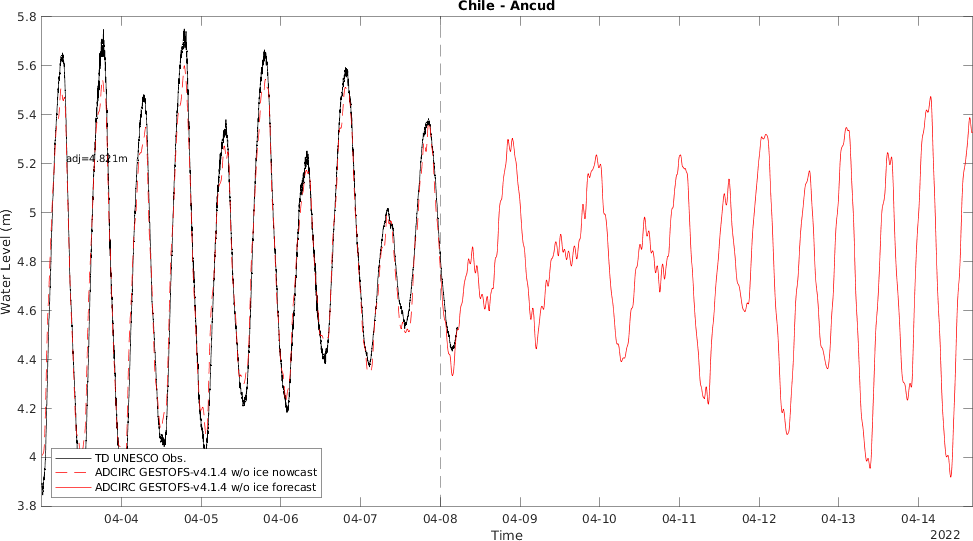 Chile - Ancud
5.8
5.6
5.4
5.2
5
4.8
4.6
4.4
4.2
4
3.8
Water Level (m)
adj=4.821m
TD UNESCO Obs.
ADCIRC GESTOFS-v4.1.4 w/o ice nowcast
ADCIRC GESTOFS-v4.1.4 w/o ice forecast
04-04 04-05 04-06 04-07 04-08 04-09 04-10 04-11 04-12 04-13 04-14
2022
Time